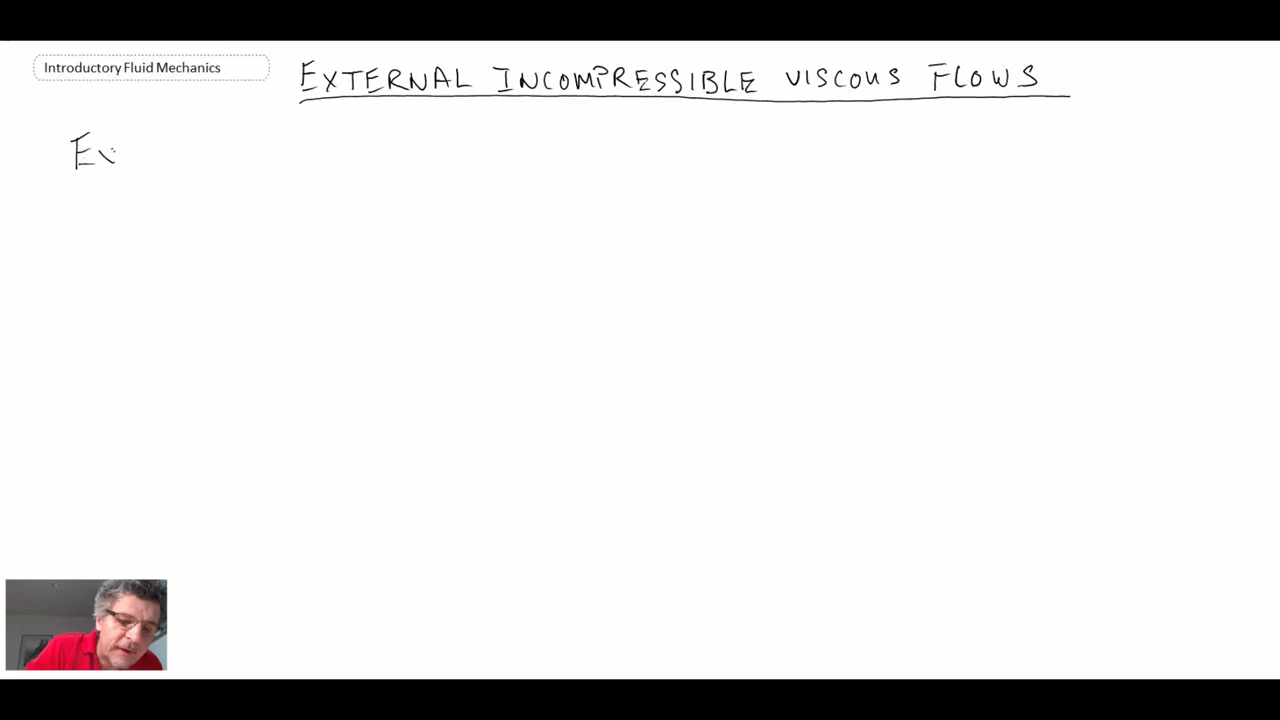 Introductory Fluid Mechanics
EXTERNAL INCOMPRESSIBLE VISCOUS FLOWS